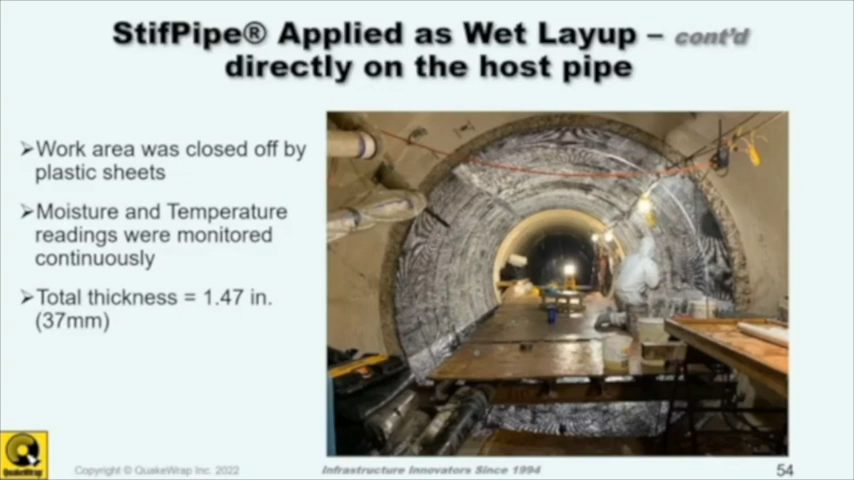 StifPipe® Applied as Wet Layup – cont'd
directly on the host pipe
➢Work area was closed off by
plastic sheets
➢Moisture and Temperature
readings were monitored
continuously
➢Total thickness = 1.47 in.
(37mm)
QuakeWrap
Copyright © QuakeWrap Inc. 2022
Infrastructure Innovators Since 1994
54